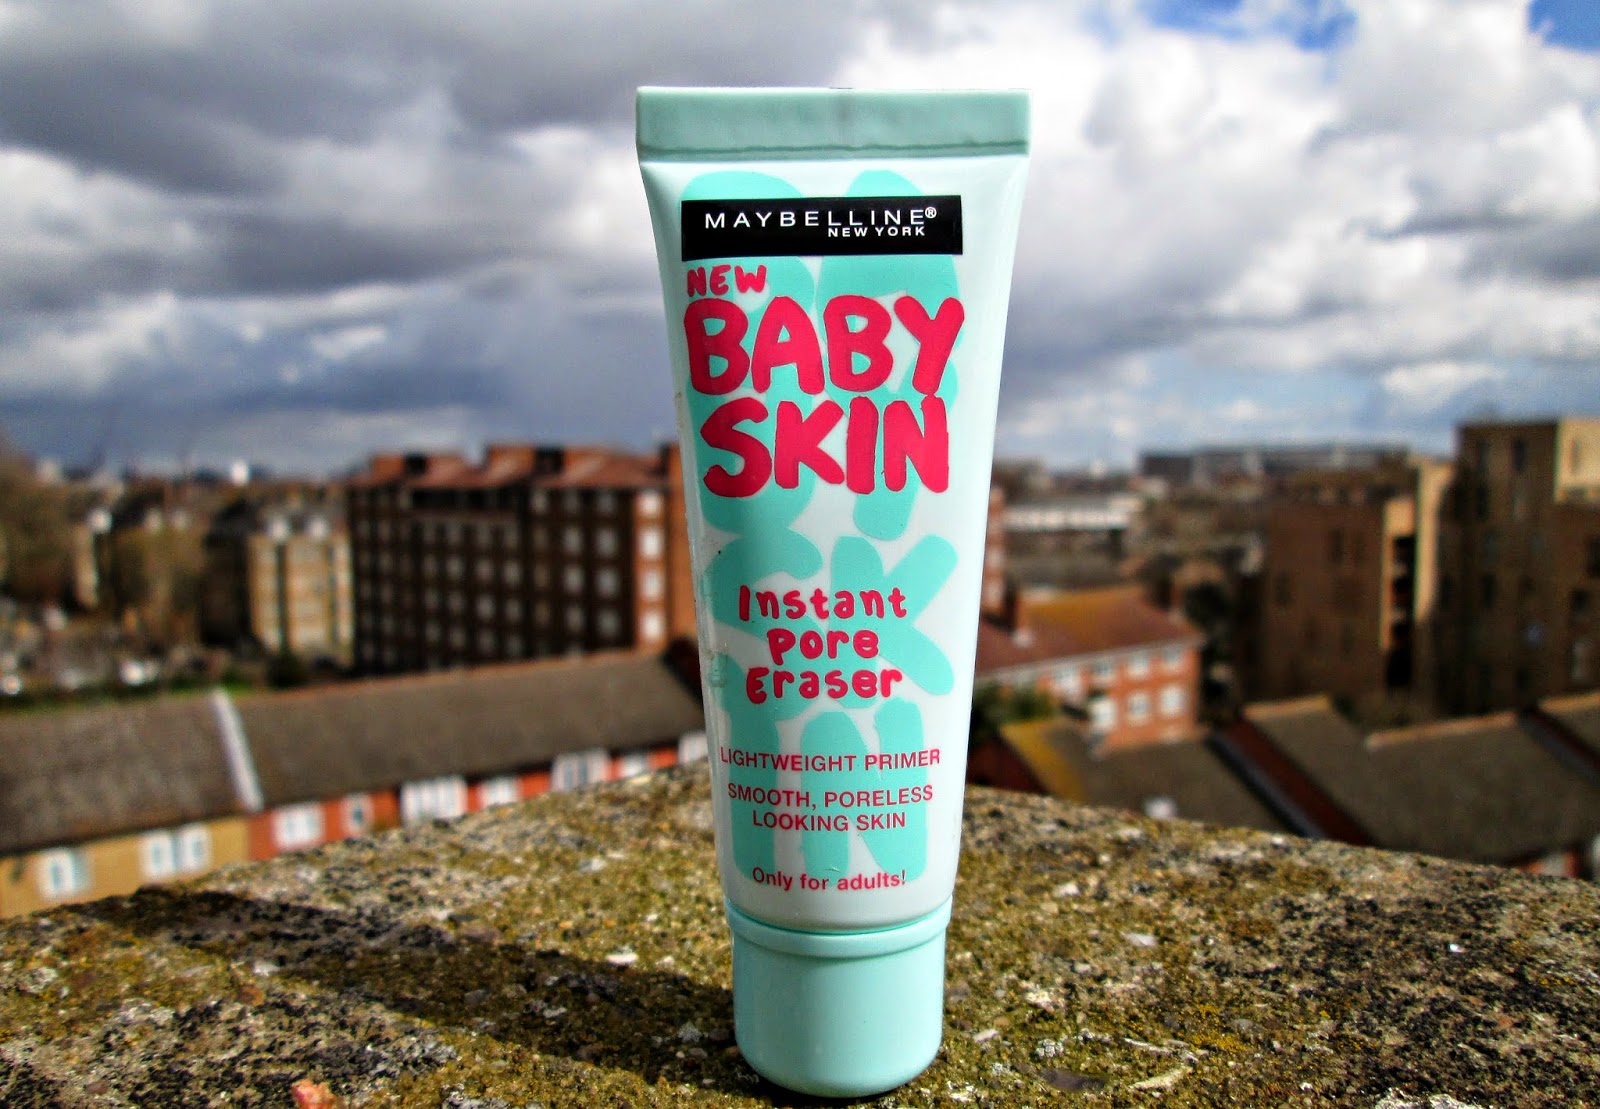 MAYBELLINE®
NEW YORK
NEW
BABY
SKIN
Instant
Pore
Eraser
LIGHTWEIGHT PRIMER
SMOOTH, PORELESS
LOOKING SKIN
Only for adults!